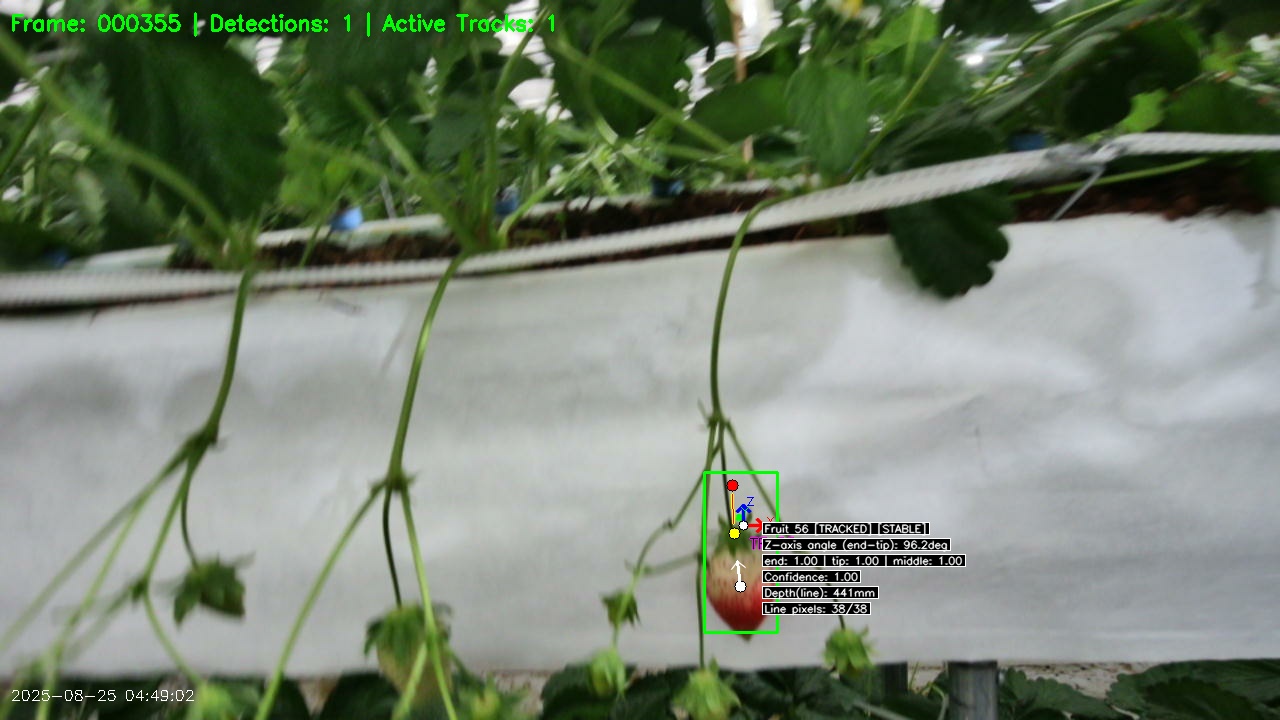 Frame: 000355 | Detections: 1 | Active Tracks: 1
Z
Fruit 56 [TRACKED] [STABLE]
Z-axis angle (end-tip): 96.2deg
end: 1.00 | tip: 1.00 | middle: 1.00
Confidence: 1.00
Depth(line): 441mm
Line pixels: 38/38
2025-08-25 04:49:02